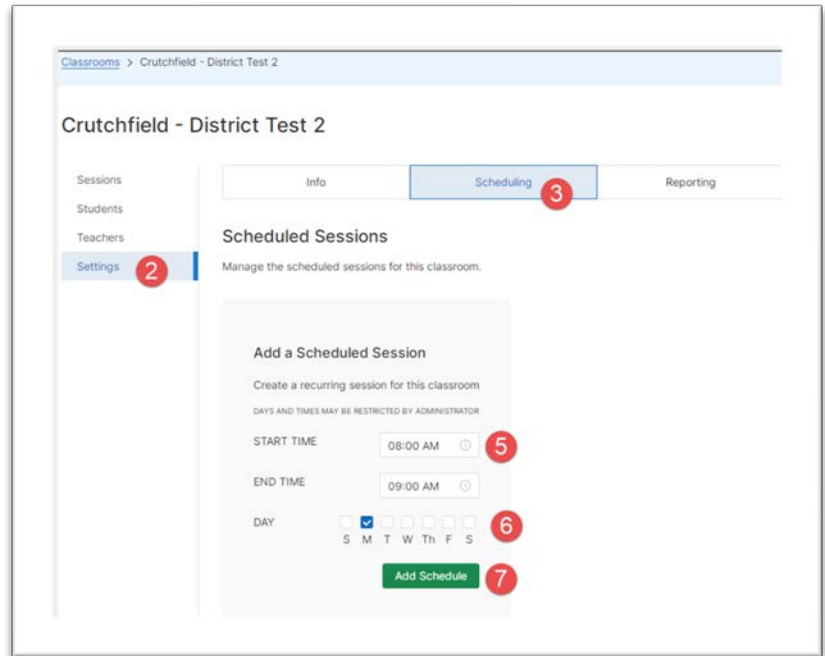 Classrooms > Crutchfield - District Test 2
Crutchfield - District Test 2
Sessions
Students
Teachers
Settings 2
Info Scheduling 3 Reporting
Scheduled Sessions
Manage the scheduled sessions for this classroom.
Add a Scheduled Session
Create a recurring session for this classroom
DAYS AND TIMES MAY BE RESTRICTED BY ADMINISTRATOR
START TIME 08:00 AM 5
END TIME 09:00 AM
DAY 6
S M T W Th F S
Add Schedule 7